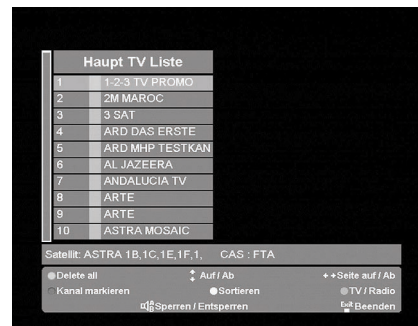 Haupt TV Liste
1 1-2-3 TV PROMO
2 2M MAROC
3 3 SAT
4 ARD DAS ERSTE
5 ARD MHP TESTKAN
6 AL JAZEERA
7 ANDALUCIA TV
8 ARTE
9 ARTE
10 ASTRA MOSAIC
Satellit: ASTRA 1B,1C,1E,1F,1, CAS : FTA
Delete all Auf / Ab Seite auf / Ab
Kanal markieren Sortieren TV / Radio
Sperren / Entsperren Exit Beenden